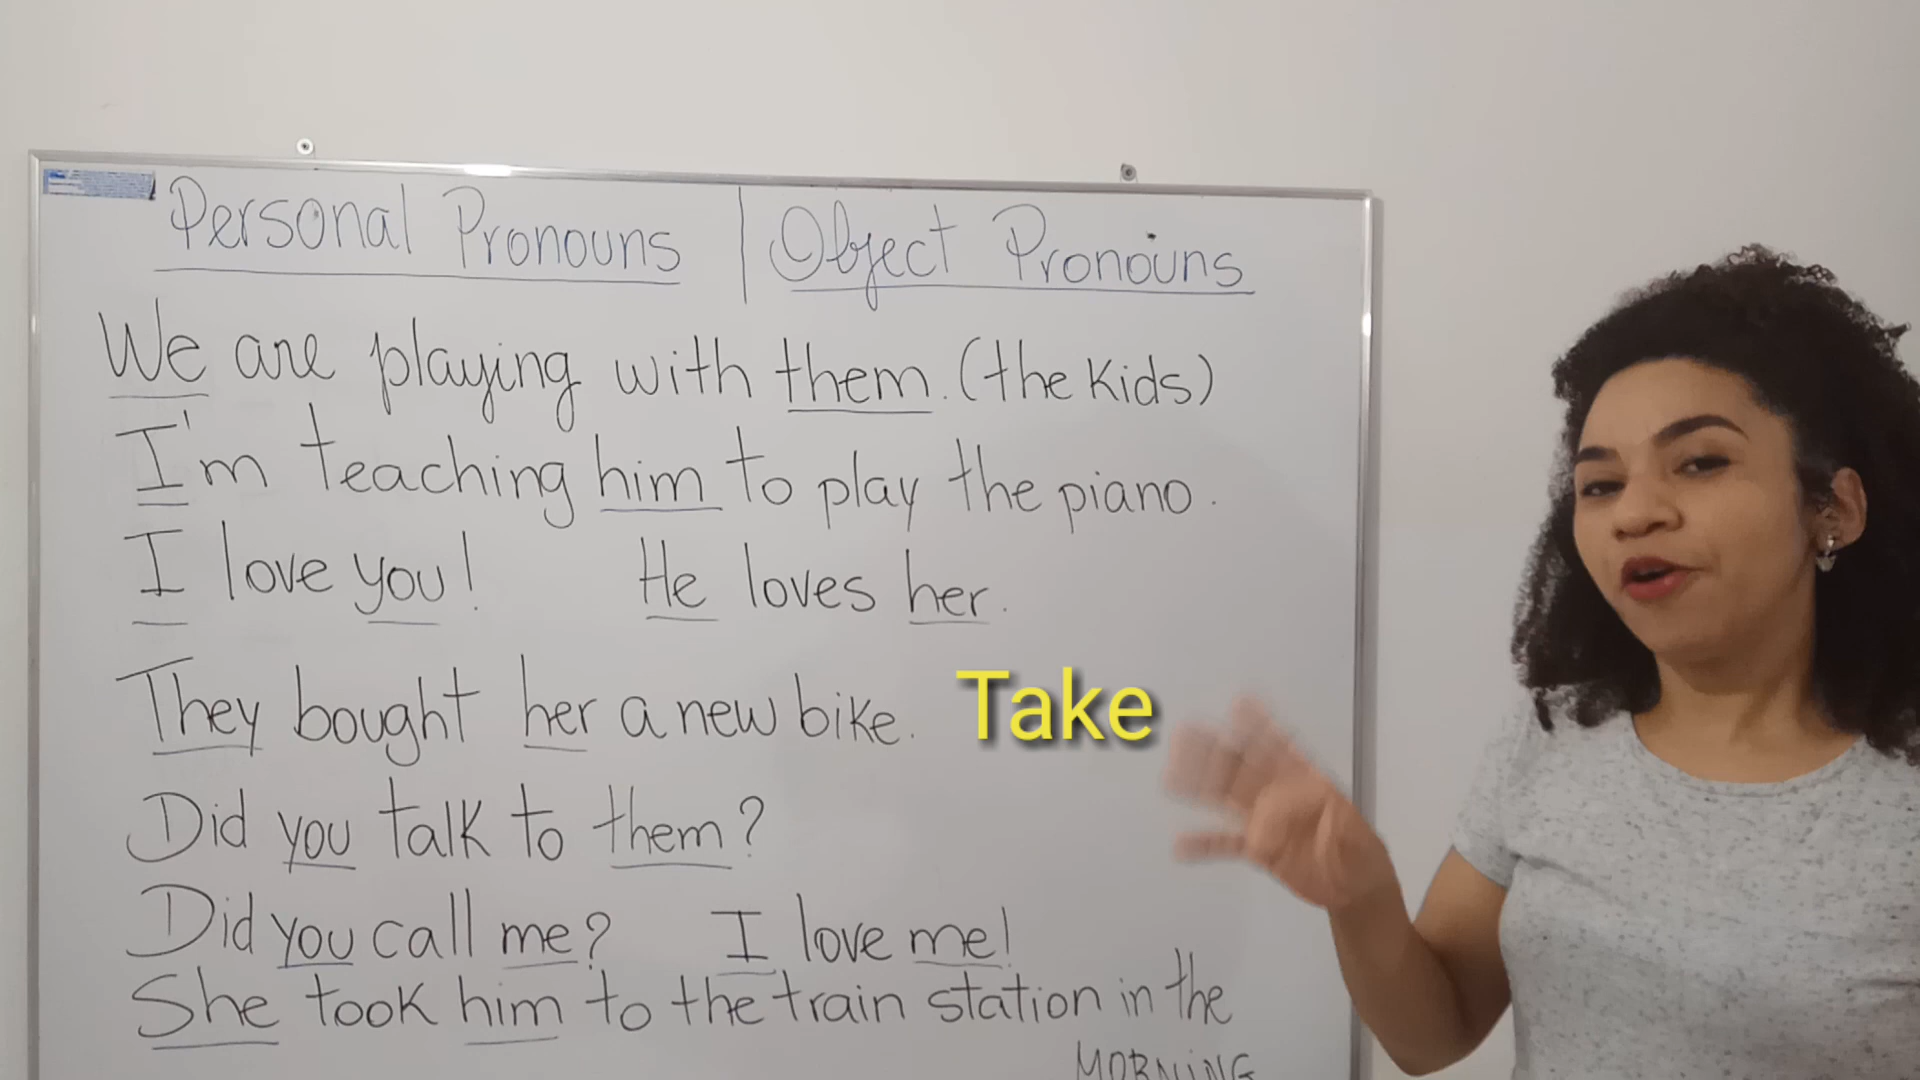 Personal Pronouns | Object Pronouns
We are playing with them. (the kids)
I'm teaching him to play the piano.
I love you! He loves her.
They bought her a new bike. Take
Did you talk to them?
Did you call me? I love me!
She took him to the train station in the
MORNING